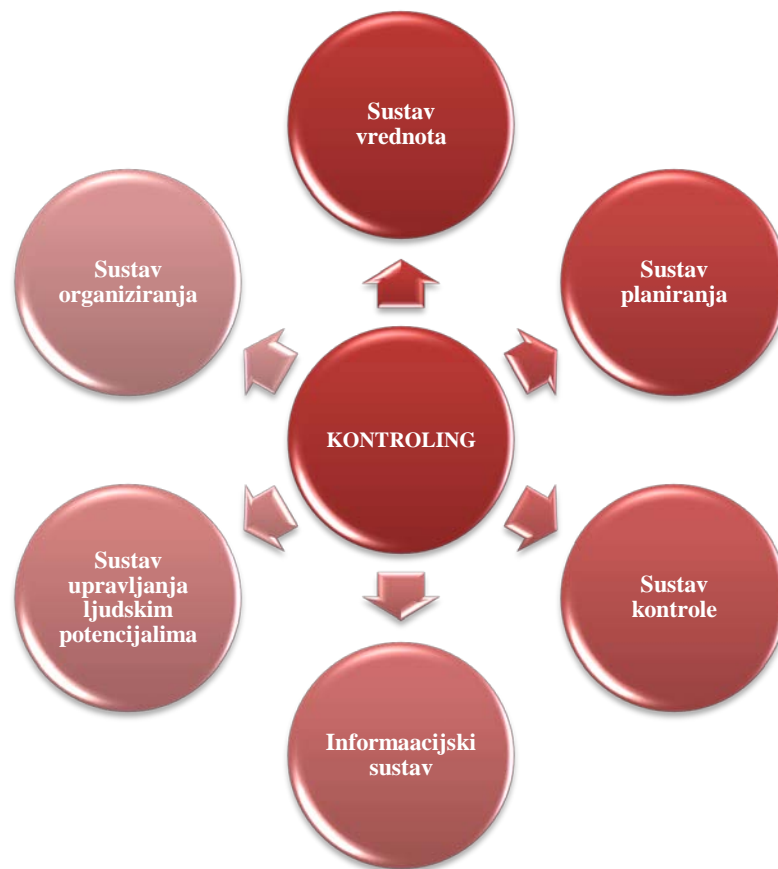 Sustav
vrednota
Sustav
organiziranja
Sustav
planiranja
KONTROLING
Sustav
upravljanja
ljudskim
potencijalima
Sustav
kontrole
Informaacijski
sustav